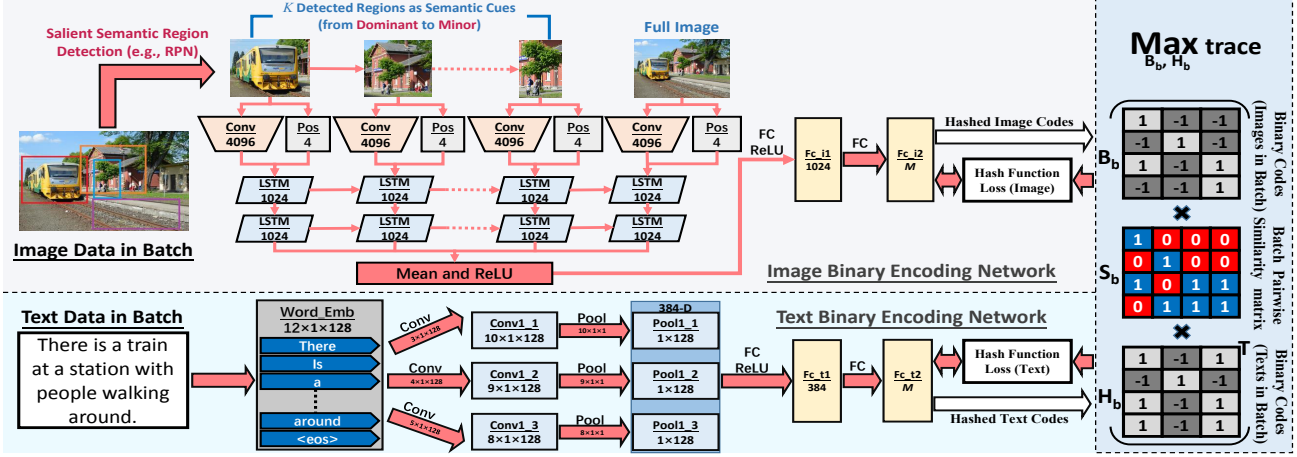 K Detected Regions as Semantic Cues
(from Dominant to Minor)
Salient Semantic Region
Detection (e.g., RPN)
Full Image
Conv
4096
Pos
4
Conv
4096
Pos
4
Conv
4096
Pos
4
Conv
4096
Pos
4
LSTM
1024
LSTM
1024
LSTM
1024
LSTM
1024
LSTM
1024
LSTM
1024
LSTM
1024
LSTM
1024
Mean and ReLU
Image Data in Batch
FC
ReLU
Fc_i1
1024
FC
Fc_i2
M
Hashed Image Codes
Hash Function
Loss (Image)
Image Binary Encoding Network
Text Data in Batch
There is a train
at a station with
people walking
around.
Word_Emb
12×1×128
There
Is
a
around
<eos>
Conv
3×1×128
Conv
4×1×128
Conv
5×1×128
Conv1_1
10×1×128
Conv1_2
9×1×128
Conv1_3
8×1×128
Pool
10×1×1
Pool
9×1×1
Pool
8×1×1
384-D
Pool1_1
1×128
Pool1_2
1×128
Pool1_3
1×128
FC
ReLU
Fc_t1
384
FC
Fc_t2
M
Text Binary Encoding Network
Hash Function
Loss (Text)
Hashed Text Codes
Max trace
Bb, Hb
Bb
1 -1 -1
-1 1 -1
1 -1 1
-1 -1 1
Binary Codes
(Images in Batch)
×
Sb
1 0 0 0
0 1 0 0
1 0 1 1
0 1 1 1
Batch Pairwise
Similarity matrix
×
Hb
1 -1 1
-1 1 -1
1 -1 1
1 -1 1
T
Binary Codes
(Texts in Batch)